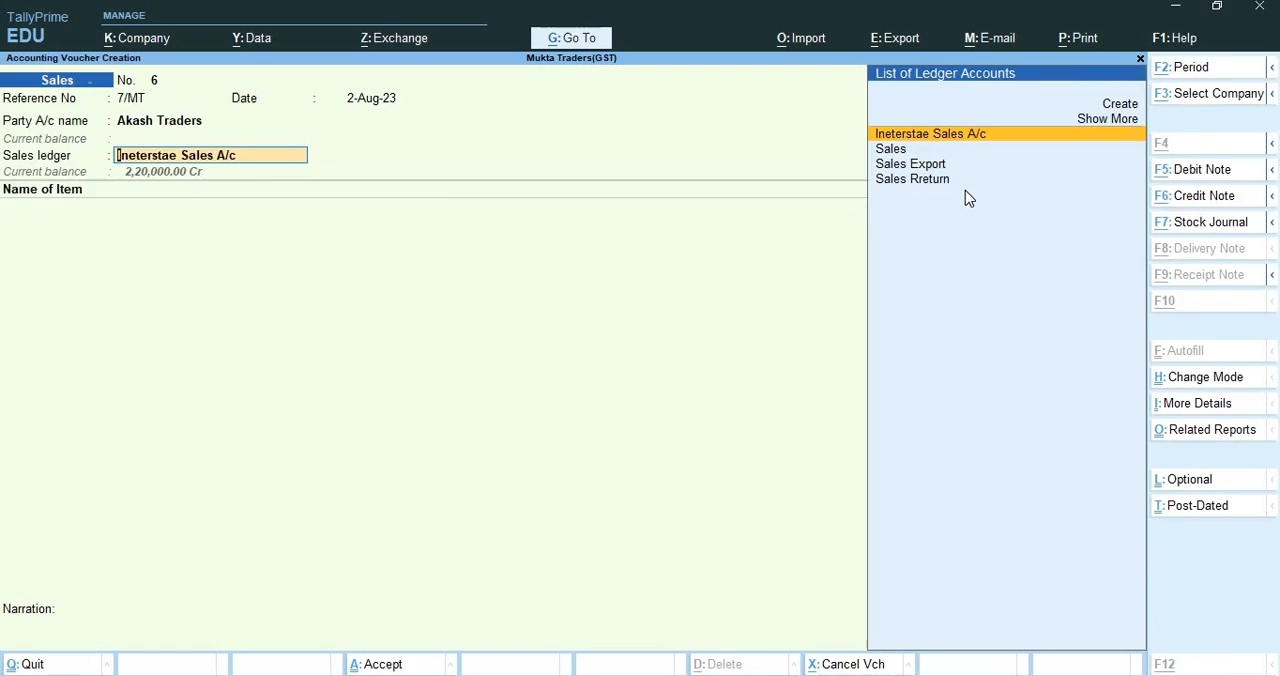 TallyPrime MANAGE
EDU K:Company Y:Data Z:Exchange G:Go To O:Import E:Export M:E-mail P:Print F1:Help
Accounting Voucher Creation Mukta Traders(GST)
Sales No. 6
Reference No : 7/MT Date : 2-Aug-23
Party A/c name : Akash Traders
Current balance :
Sales ledger : Ineterstae Sales A/c
Current balance : 2,20,000.00 Cr
Name of Item
Narration:
List of Ledger Accounts
Create
Show More
Ineterstae Sales A/c
Sales
Sales Export
Sales Rreturn
F2:Period
F3:Select Company
F4
F5:Debit Note
F6:Credit Note
F7:Stock Journal
F8:Delivery Note
F9:Receipt Note
F10
F:Autofill
H:Change Mode
I:More Details
O:Related Reports
L:Optional
T:Post-Dated
Q:Quit A:Accept D:Delete X:Cancel Vch F12